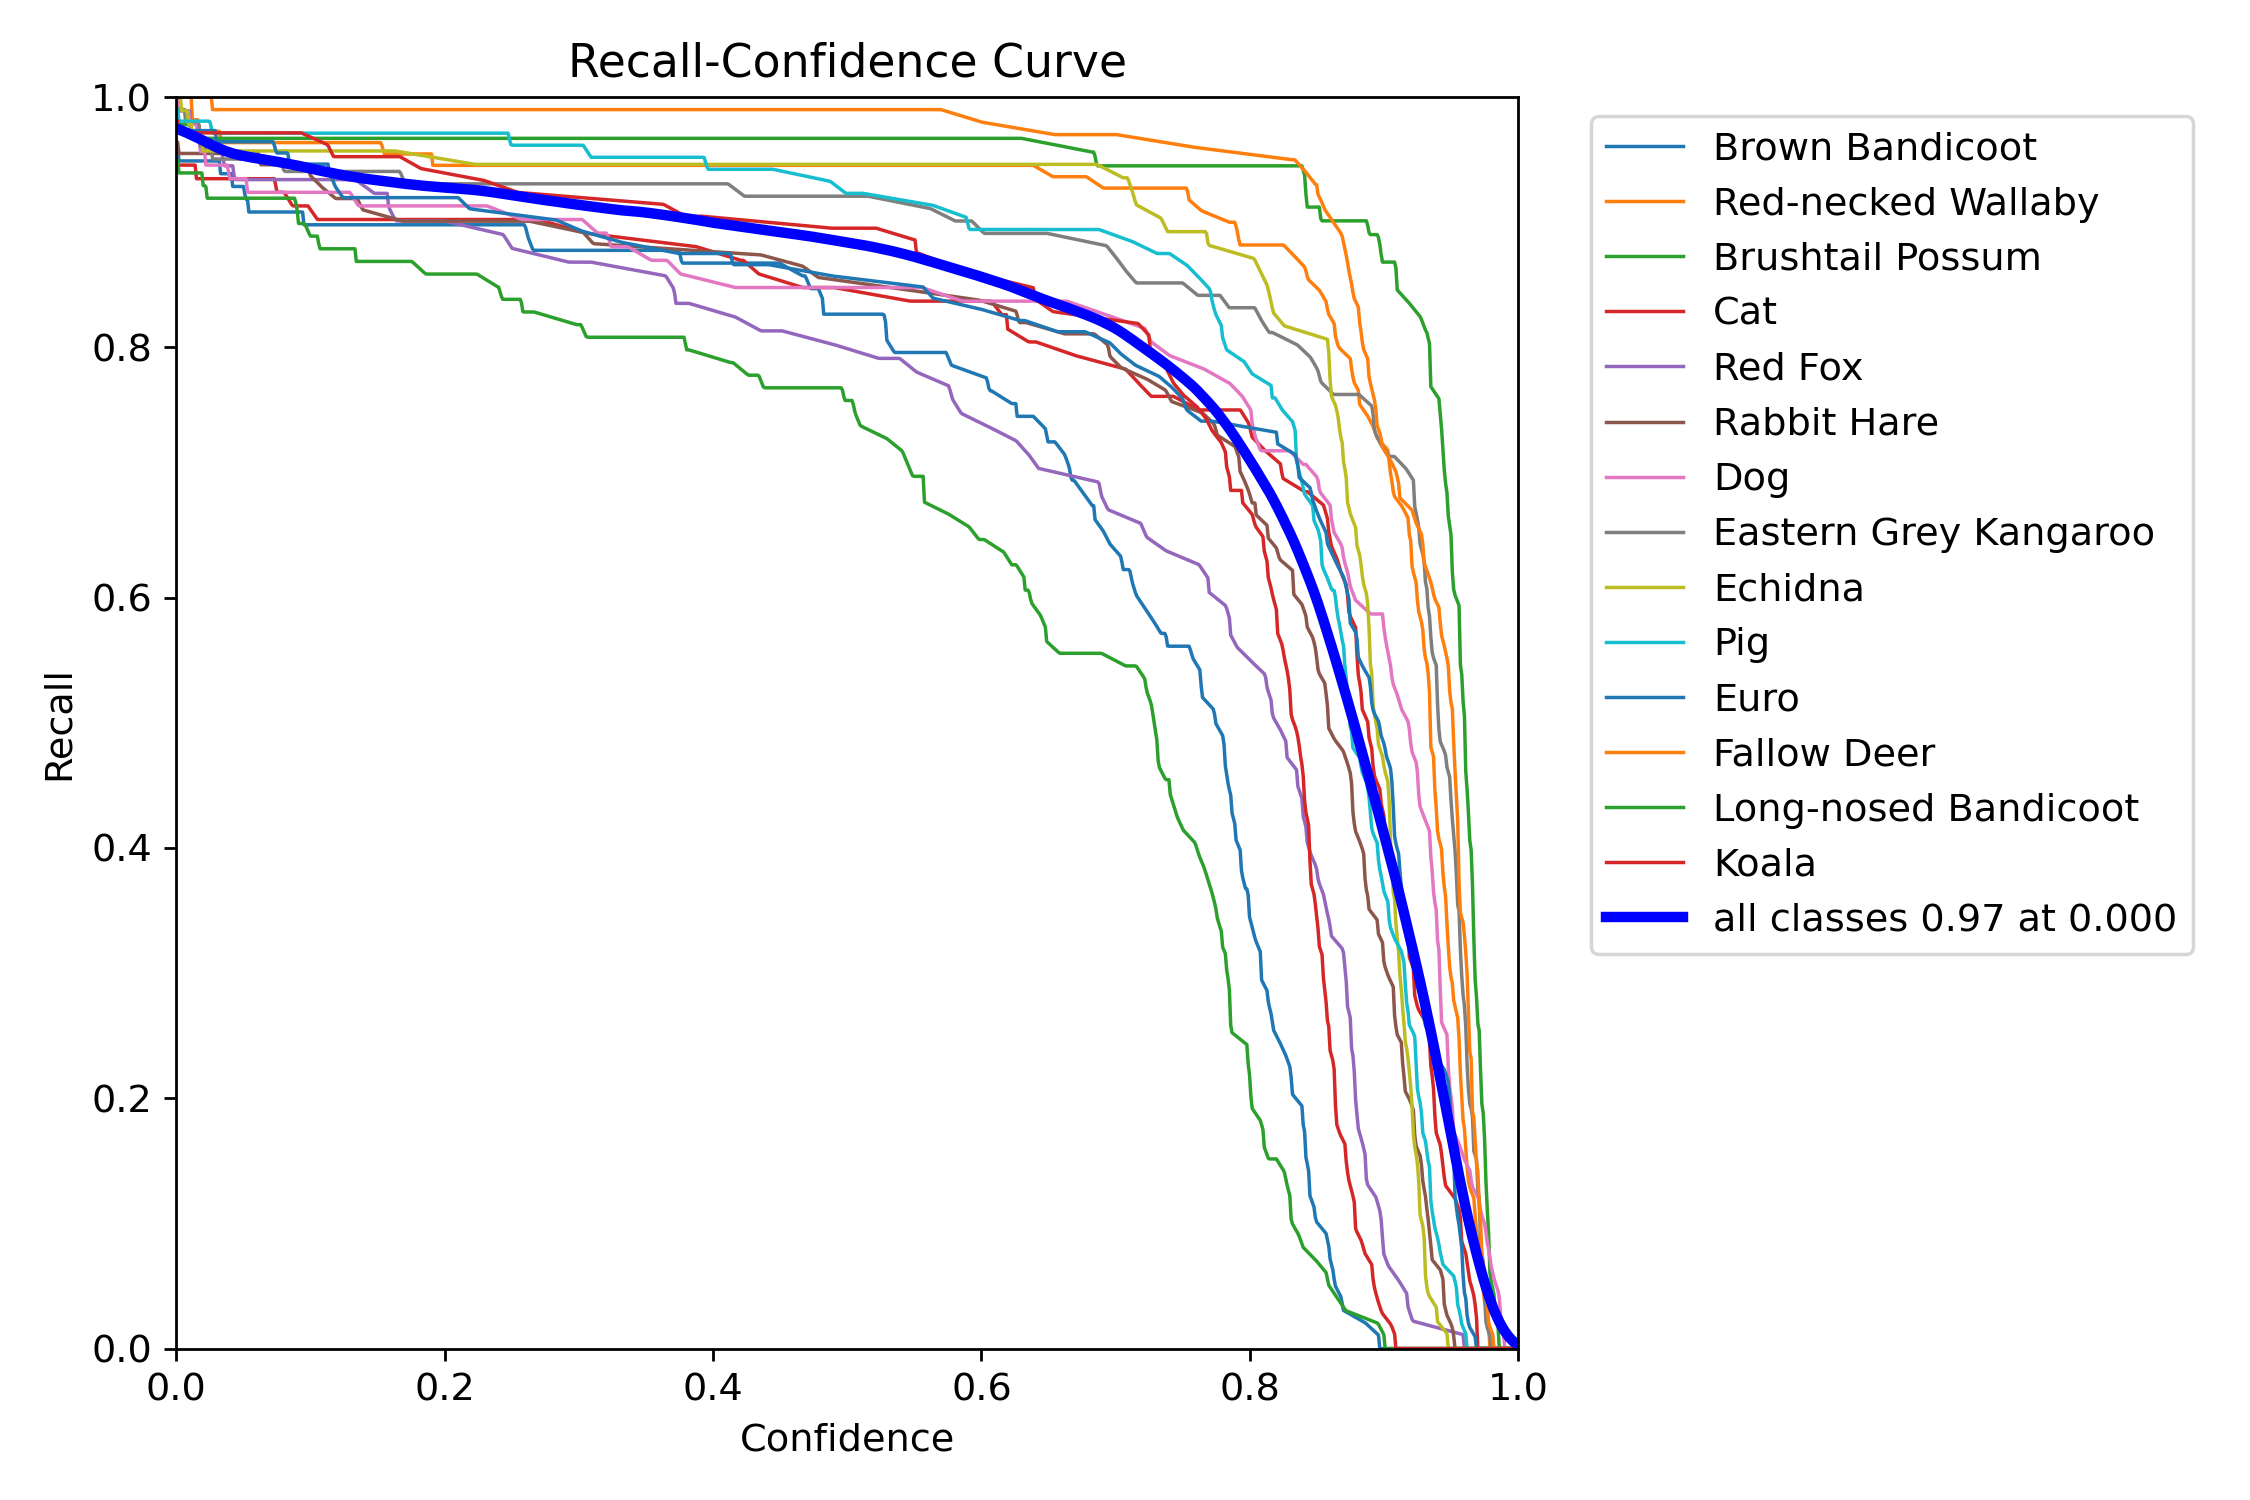 Recall-Confidence Curve
1.0
0.8
0.6
0.4
0.2
0.0
Recall
0.0 0.2 0.4 0.6 0.8 1.0
Confidence
Brown Bandicoot
Red-necked Wallaby
Brushtail Possum
Cat
Red Fox
Rabbit Hare
Dog
Eastern Grey Kangaroo
Echidna
Pig
Euro
Fallow Deer
Long-nosed Bandicoot
Koala
all classes 0.97 at 0.000